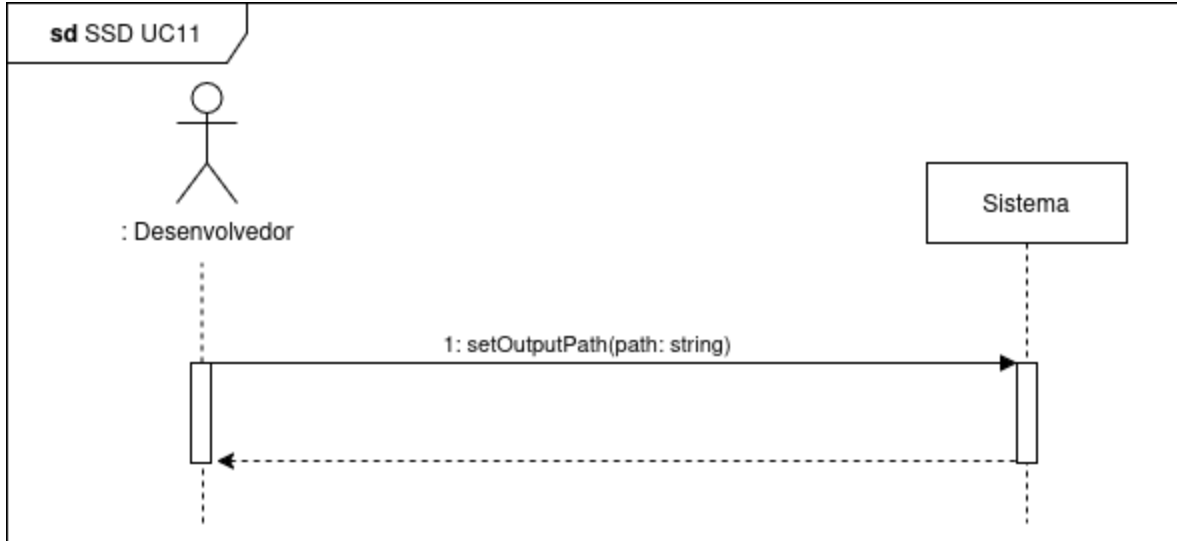 sd SSD UC11
: Desenvolvedor
Sistema
1: setOutputPath(path: string)